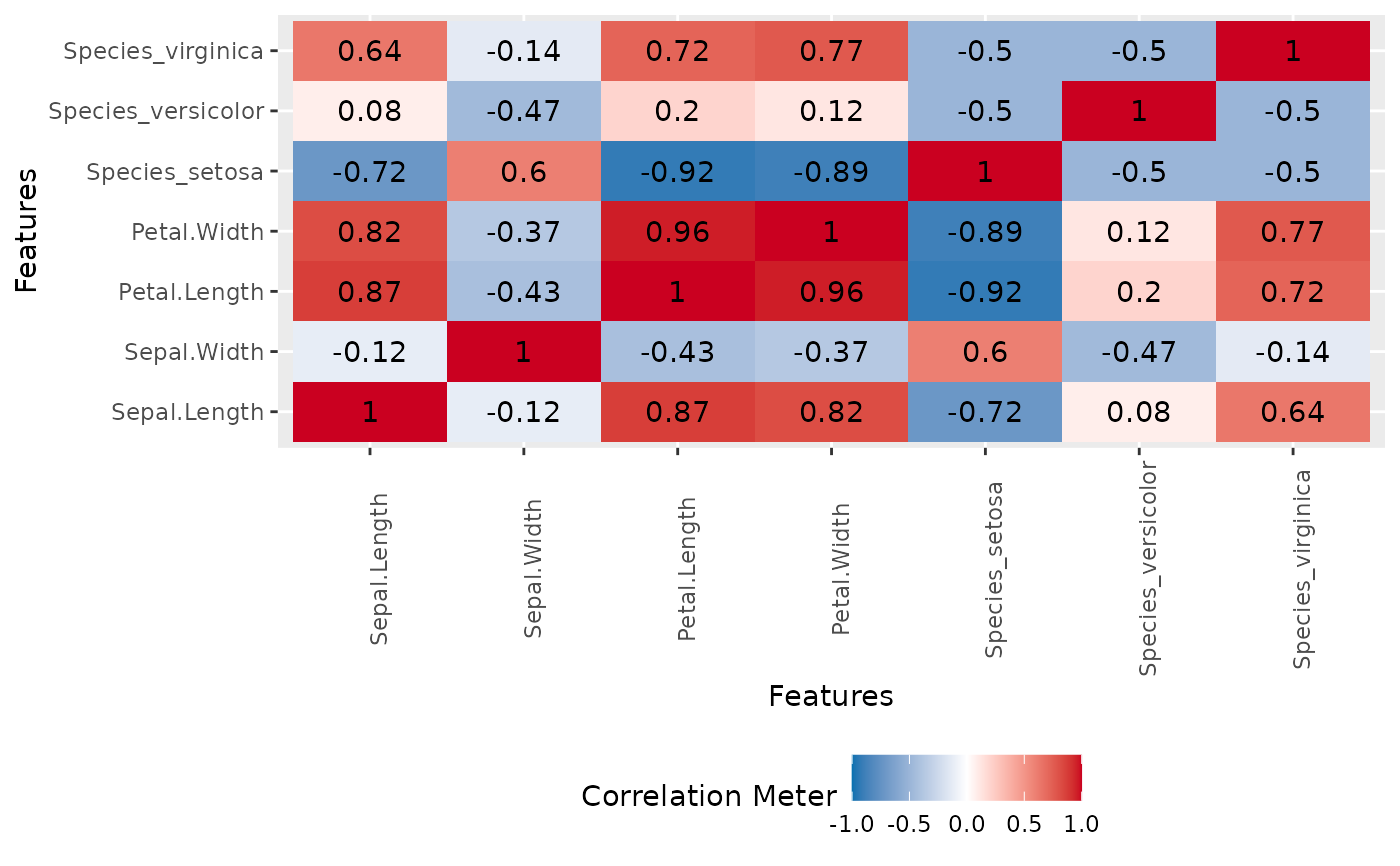 Features
Species_virginica 0.64 -0.14 0.72 0.77 -0.5 -0.5 1
Species_versicolor 0.08 -0.47 0.2 0.12 -0.5 1 -0.5
Species_setosa -0.72 0.6 -0.92 -0.89 1 -0.5 -0.5
Petal.Width 0.82 -0.37 0.96 1 -0.89 0.12 0.77
Petal.Length 0.87 -0.43 1 0.96 -0.92 0.2 0.72
Sepal.Width -0.12 1 -0.43 -0.37 0.6 -0.47 -0.14
Sepal.Length 1 -0.12 0.87 0.82 -0.72 0.08 0.64
Sepal.Length Sepal.Width Petal.Length Petal.Width Species_setosa Species_versicolor Species_virginica
Features
Correlation Meter
-1.0 -0.5 0.0 0.5 1.0